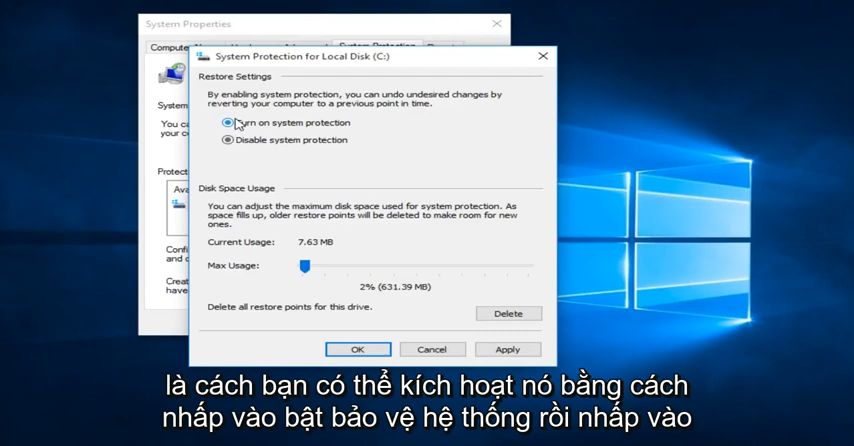 System Properties
System Protection
System Protection for Local Disk (C:)
Restore Settings
By enabling system protection, you can undo undesired changes by
reverting your computer to a previous point in time.
Turn on system protection
Disable system protection
Disk Space Usage
You can adjust the maximum disk space used for system protection. As
space fills up, older restore points will be deleted to make room for new
ones.
Current Usage: 7.63 MB
Max Usage:
2% (631.39 MB)
Delete all restore points for this drive.
Delete
OK Cancel Apply
là cách bạn có thể kích hoạt nó bằng cách
nhấp vào bật bảo vệ hệ thống rồi nhấp vào